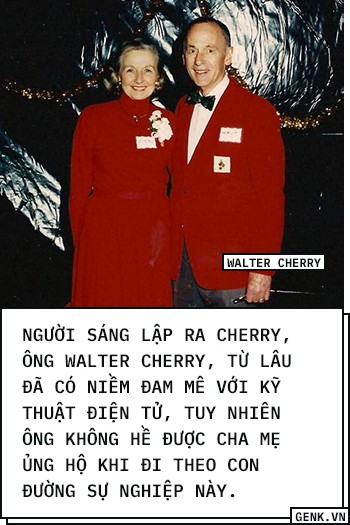 WALTER CHERRY
NGƯỜI SÁNG LẬP RA CHERRY,
ÔNG WALTER CHERRY, TỪ LÂU
ĐÃ CÓ NIỀM ĐAM MÊ VỚI KỸ
THUẬT ĐIỆN TỬ, TUY NHIÊN
ÔNG KHÔNG HỀ ĐƯỢC CHA MẸ
ỦNG HỘ KHI ĐI THEO CON
ĐƯỜNG SỰ NGHIỆP NÀY.
GENK.VN